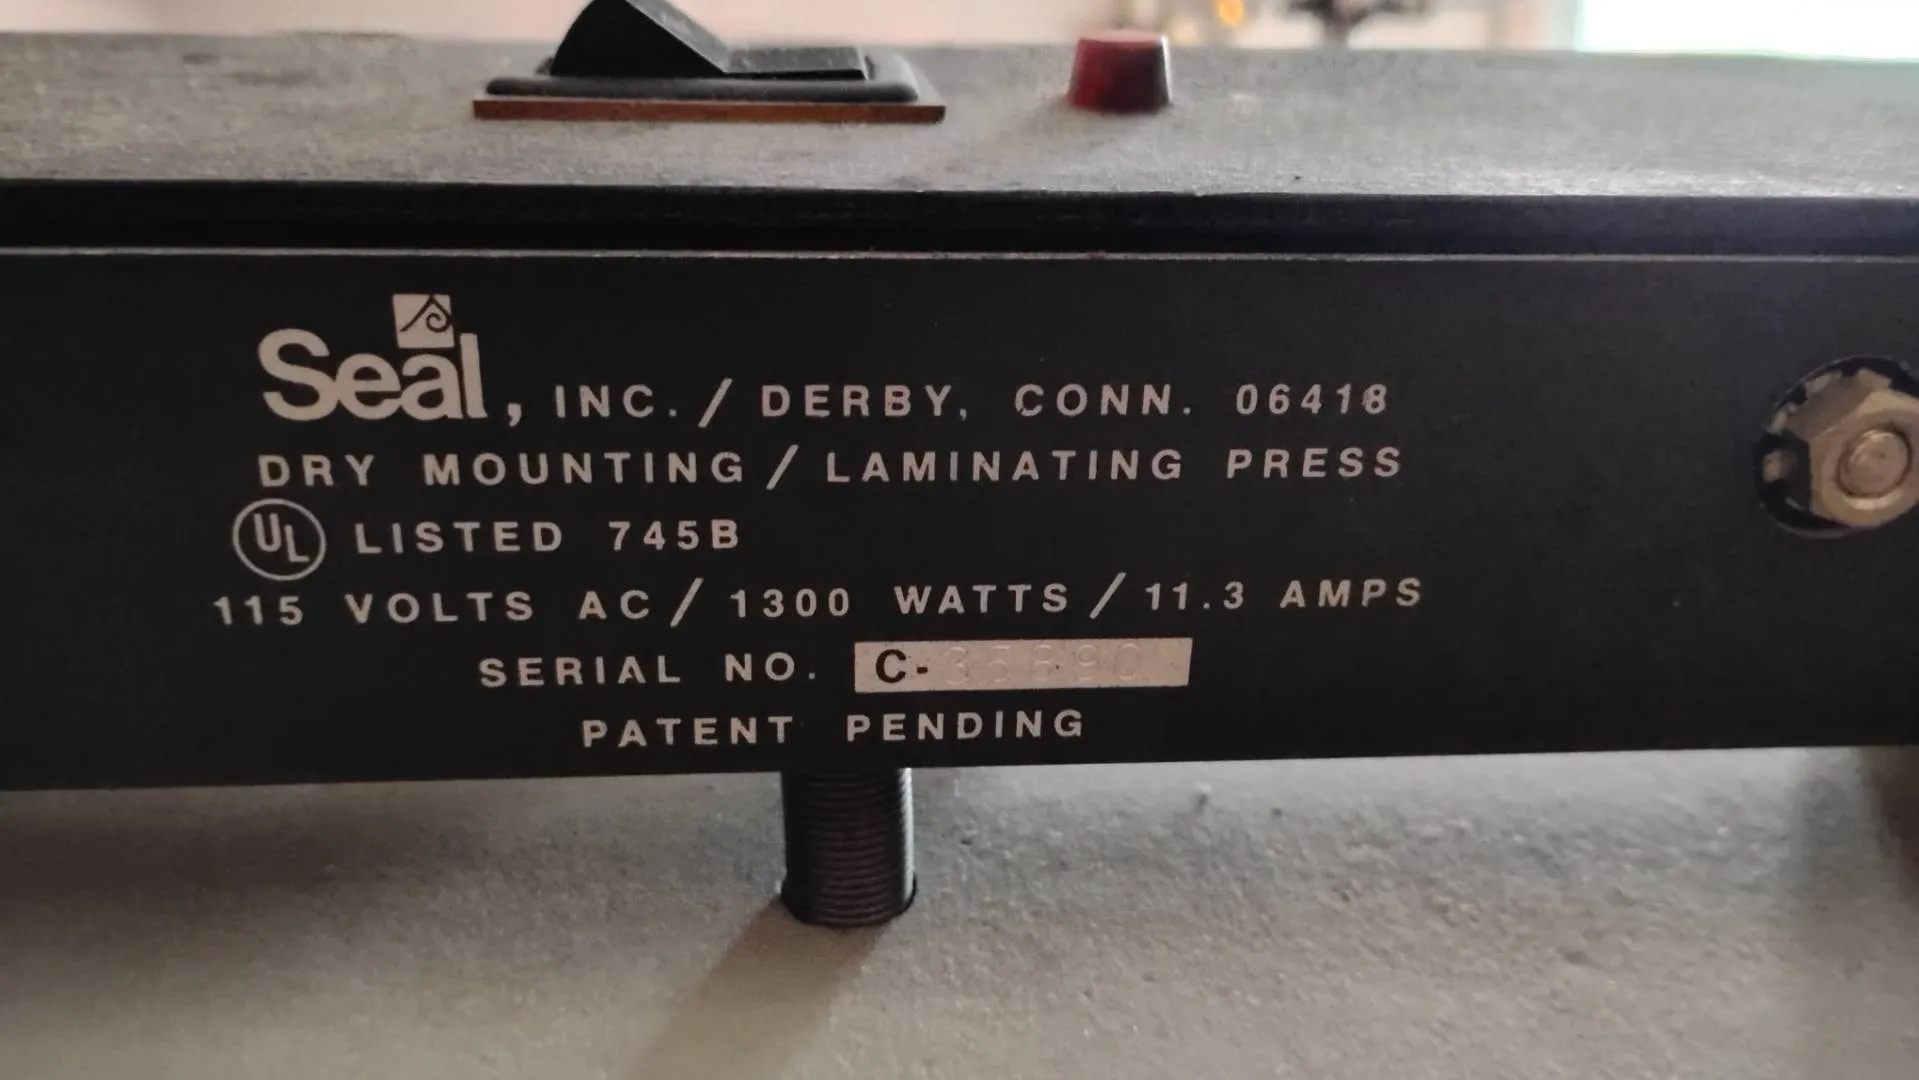 Seal, INC. / DERBY, CONN. 06418
DRY MOUNTING / LAMINATING PRESS
UL LISTED 745B
115 VOLTS AC / 1300 WATTS / 11.3 AMPS
SERIAL NO. C-
PATENT PENDING